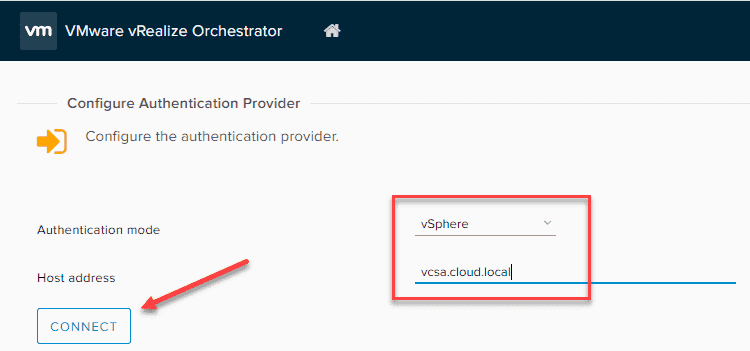 vm VMware vRealize Orchestrator
Configure Authentication Provider
Configure the authentication provider.
Authentication mode vSphere
Host address vcsa.cloud.local
CONNECT